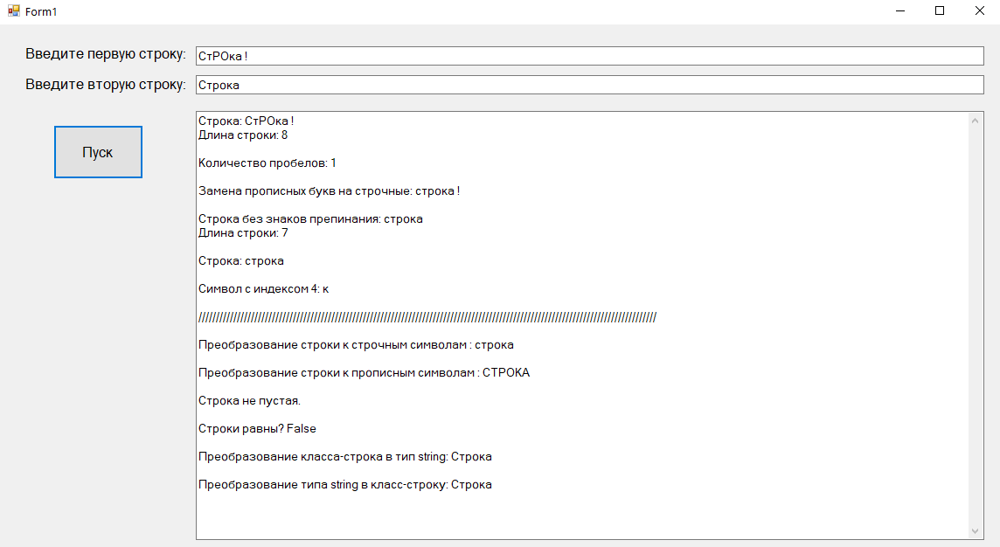 Form1
Введите первую строку: СтРОка !
Введите вторую строку: Строка
Пуск
Строка: СтРОка !
Длина строки: 8
Количество пробелов: 1
Замена прописных букв на строчные: строка !
Строка без знаков препинания: строка
Длина строки: 7
Строка: строка
Символ с индексом 4: к
///////////////////////////////////////////////////////////////////////////////////////////////////////////////////////////////////
Преобразование строки к строчным символам : строка
Преобразование строки к прописным символам : СТРОКА
Строка не пустая.
Строки равны? False
Преобразование класса-строка в тип string: Строка
Преобразование типа string в класс-строку: Строка